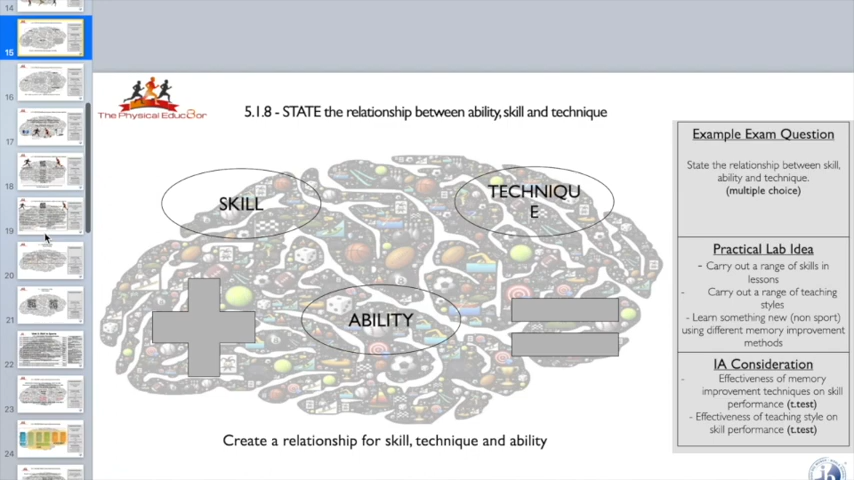 14
15
16
17
18
19
20
21
22
23
24
The Physical Educ8or
5.1.8 - STATE the relationship between ability, skill and technique
SKILL
TECHNIQU
E
ABILITY
Create a relationship for skill, technique and ability
Example Exam Question
State the relationship between skill,
ability and technique.
(multiple choice)
Practical Lab Idea
- Carry out a range of skills in
lessons
- Carry out a range of teaching
styles
- Learn something new (non sport)
using different memory improvement
methods
IA Consideration
- Effectiveness of memory
improvement techniques on skill
performance (t.test)
- Effectiveness of teaching style on
skill performance (t.test)